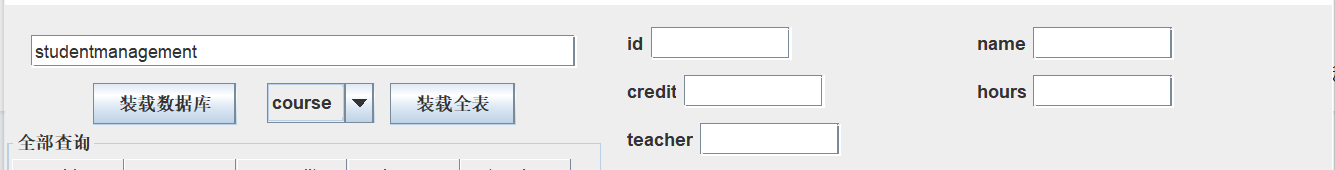 studentmanagement
装载数据库 course 装载全表
全部查询
id name
credit hours
teacher